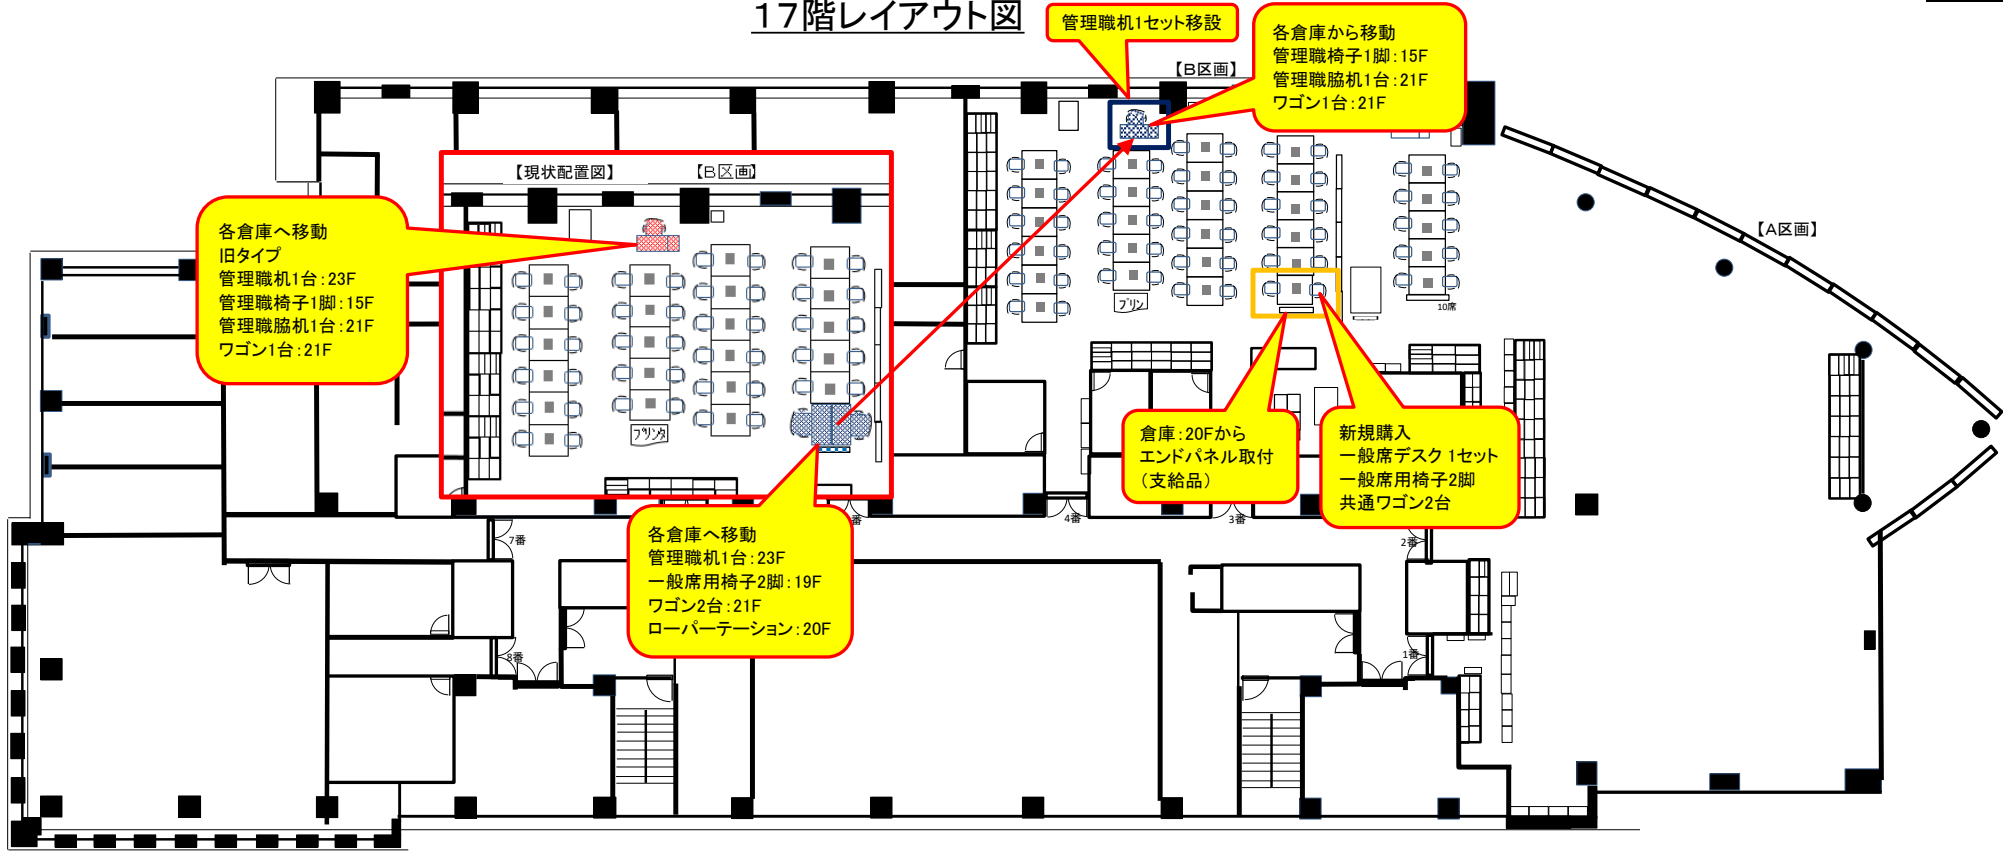 17階レイアウト図
管理職机1セット移設
各倉庫から移動
管理職椅子1脚：15F
管理職脇机1台：21F
ワゴン1台：21F
【B区画】
【A区画】
【現状配置図】
【B区画】
各倉庫へ移動
旧タイプ
管理職机1台：23F
管理職椅子1脚：15F
管理職脇机1台：21F
ワゴン1台：21F
プリン
10席
プリンタ
倉庫：20Fから
エンドパネル取付
（支給品）
新規購入
一般席デスク 1セット
一般席用椅子2脚
共通ワゴン2台
各倉庫へ移動
管理職机1台：23F
一般席用椅子2脚：19F
ワゴン2台：21F
ローパーテーション：20F
7番
番
4番
3番
2番
8番
1番